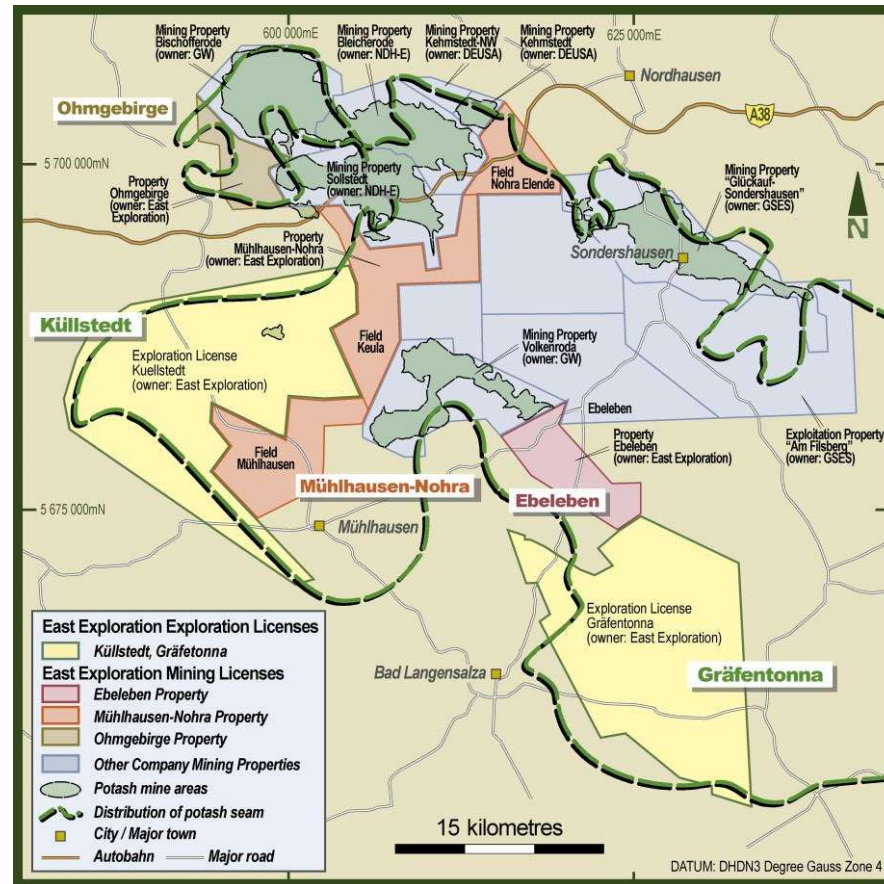 Mining Property
Bischöfferode
(owner: GW)
600 000mE
Mining Property
Bleicherode
(owner: NDH-E)
Mining Property
Kehmstedt-NW
(owner: DEUSA)
Mining Property
Kehmstedt
(owner: DEUSA)
625 000mE
Nordhausen
Ohmgebirge
A38
5 700 000mN
Property
Ohmgebirge
(owner: East
Exploration)
Mining Property
Sollstedt
(owner: NDH-E)
Field
Nohra Elende
Mining Property
"Glückauf-
Sondershausen"
(owner: GSES)
N
Property
Mühlhausen-Nohra
(owner: East Exploration)
Sondershausen
Küllstedt
Exploration License
Kuellstedt
(owner: East Exploration)
Field
Keula
Mining Property
Volkenroda
(owner: GW)
Ebeleben
Property
Ebeleben
(owner: East Exploration)
Exploitation Property
"Am Filsberg"
(owner: GSES)
Field
Mühlhausen
Mühlhausen-Nohra
Ebeleben
5 675 000mN
Mühlhausen
Exploration License
Gräfentonna
(owner: East Exploration)
Bad Langensalza
Gräfentonna
East Exploration Exploration Licenses
Küllstedt, Gräfetonna
East Exploration Mining Licenses
Ebeleben Property
Mühlhausen-Nohra Property
Ohmgebirge Property
Other Company Mining Properties
Potash mine areas
Distribution of potash seam
City / Major town
Autobahn
Major road
15 kilometres
DATUM: DHDN3 Degree Gauss Zone 4